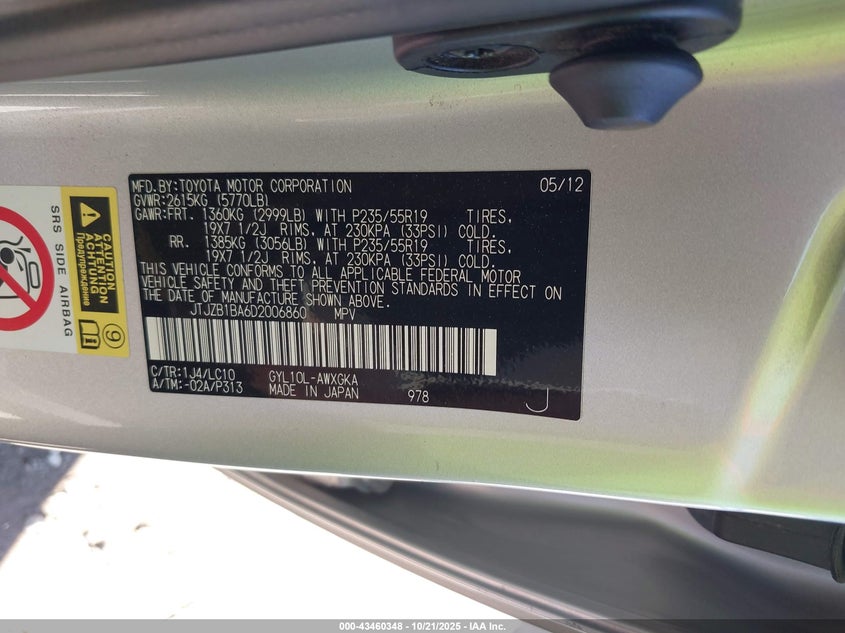 MFD.BY:TOYOTA MOTOR CORPORATION 05/12
GVWR:2615KG (5770LB)
GAWR:FRT. 1360KG (2999LB) WITH P235/55R19 TIRES,
19X7 1/2J RIMS, AT 230KPA (33PSI) COLD.
RR. 1385KG (3056LB) WITH P235/55R19 TIRES,
19X7 1/2J RIMS, AT 230KPA (33PSI) COLD.
THIS VEHICLE CONFORMS TO ALL APPLICABLE FEDERAL MOTOR
VEHICLE SAFETY AND THEFT PREVENTION STANDARDS IN EFFECT ON
THE DATE OF MANUFACTURE SHOWN ABOVE.
JTJZB1BA6D2006860 MPV
C/TR:1J4/LC10 GYL10L-AWXGKA
A/TM:-02A/P313 MADE IN JAPAN 978 J
SRS SIDE AIRBAG
CAUTION
ATTENTION
ACHTUNG
Предупреждение
9
000-43460348 - 10/21/2025 - IAA Inc.